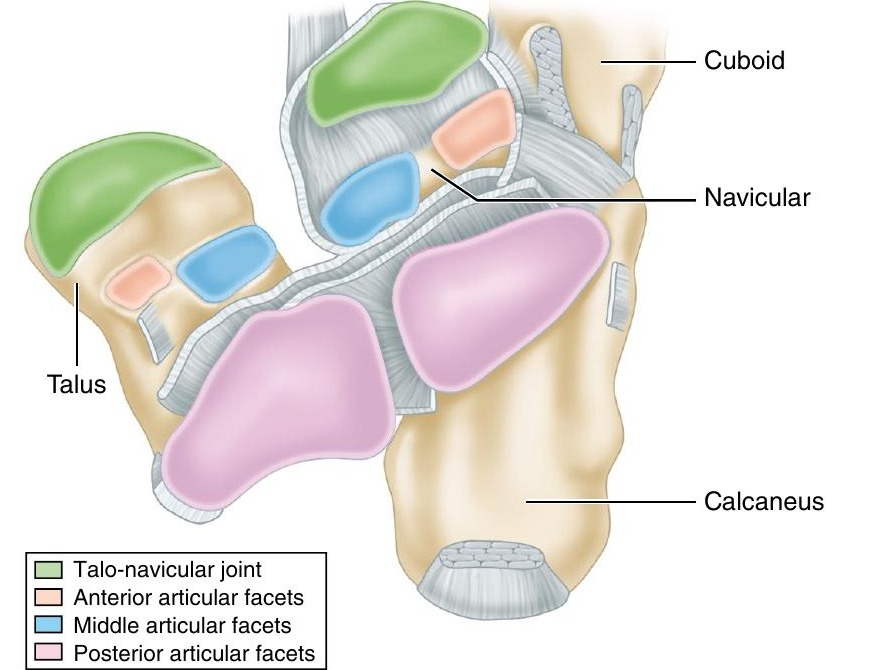 Cuboid
Navicular
Talus
Calcaneus
Talo-navicular joint
Anterior articular facets
Middle articular facets
Posterior articular facets